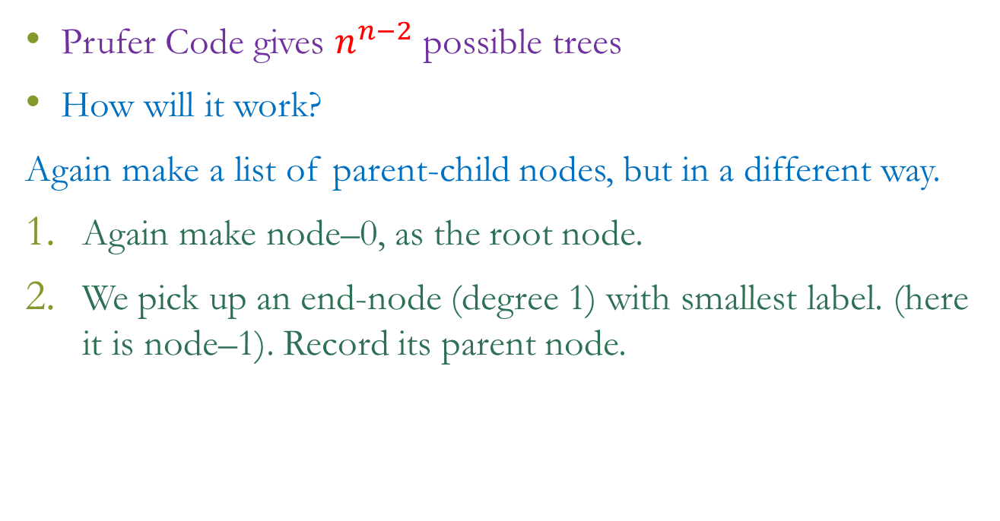 • Prufer Code gives n^{n−2} possible trees
• How will it work?
Again make a list of parent-child nodes, but in a different way.
1. Again make node–0, as the root node.
2. We pick up an end-node (degree 1) with smallest label. (here
it is node–1). Record its parent node.